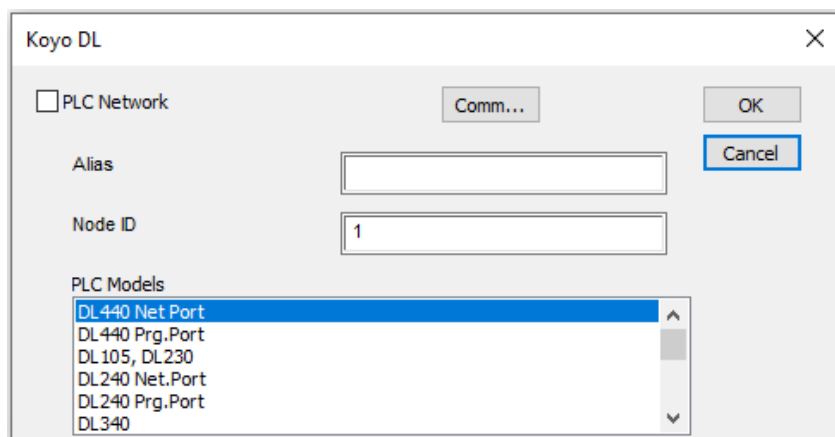 Koyo DL
PLC Network
Comm...
OK
Cancel
Alias
Node ID
1
PLC Models
DL440 Net Port
DL440 Prg.Port
DL105, DL230
DL240 Net.Port
DL240 Prg.Port
DL340